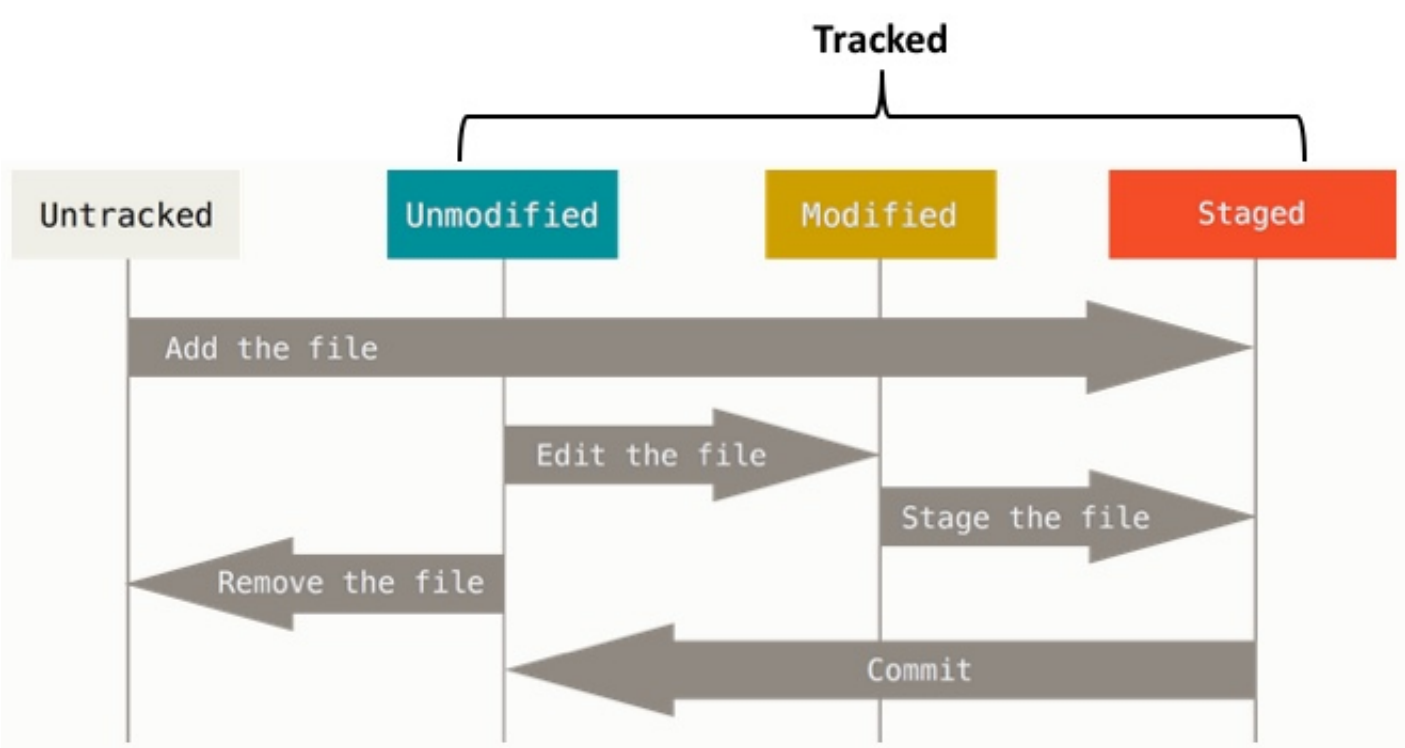 Tracked
Untracked
Unmodified
Modified
Staged
Add the file
Edit the file
Stage the file
Remove the file
Commit